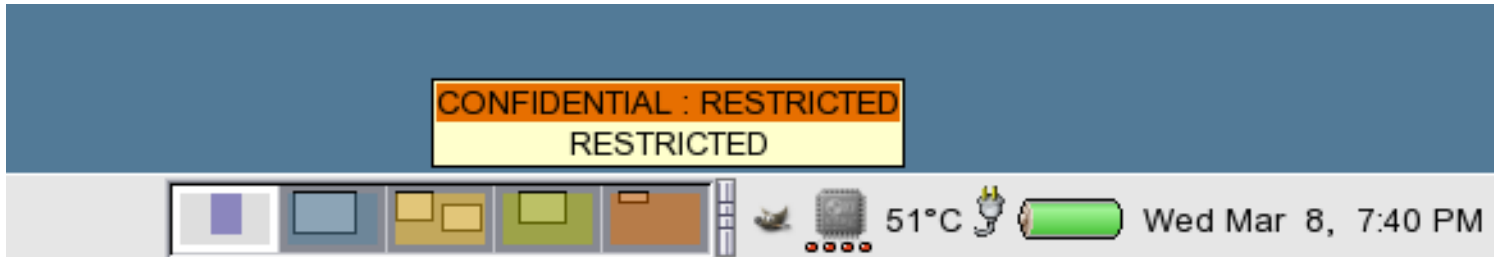 CONFIDENTIAL : RESTRICTED
RESTRICTED
51°C Wed Mar 8, 7:40 PM